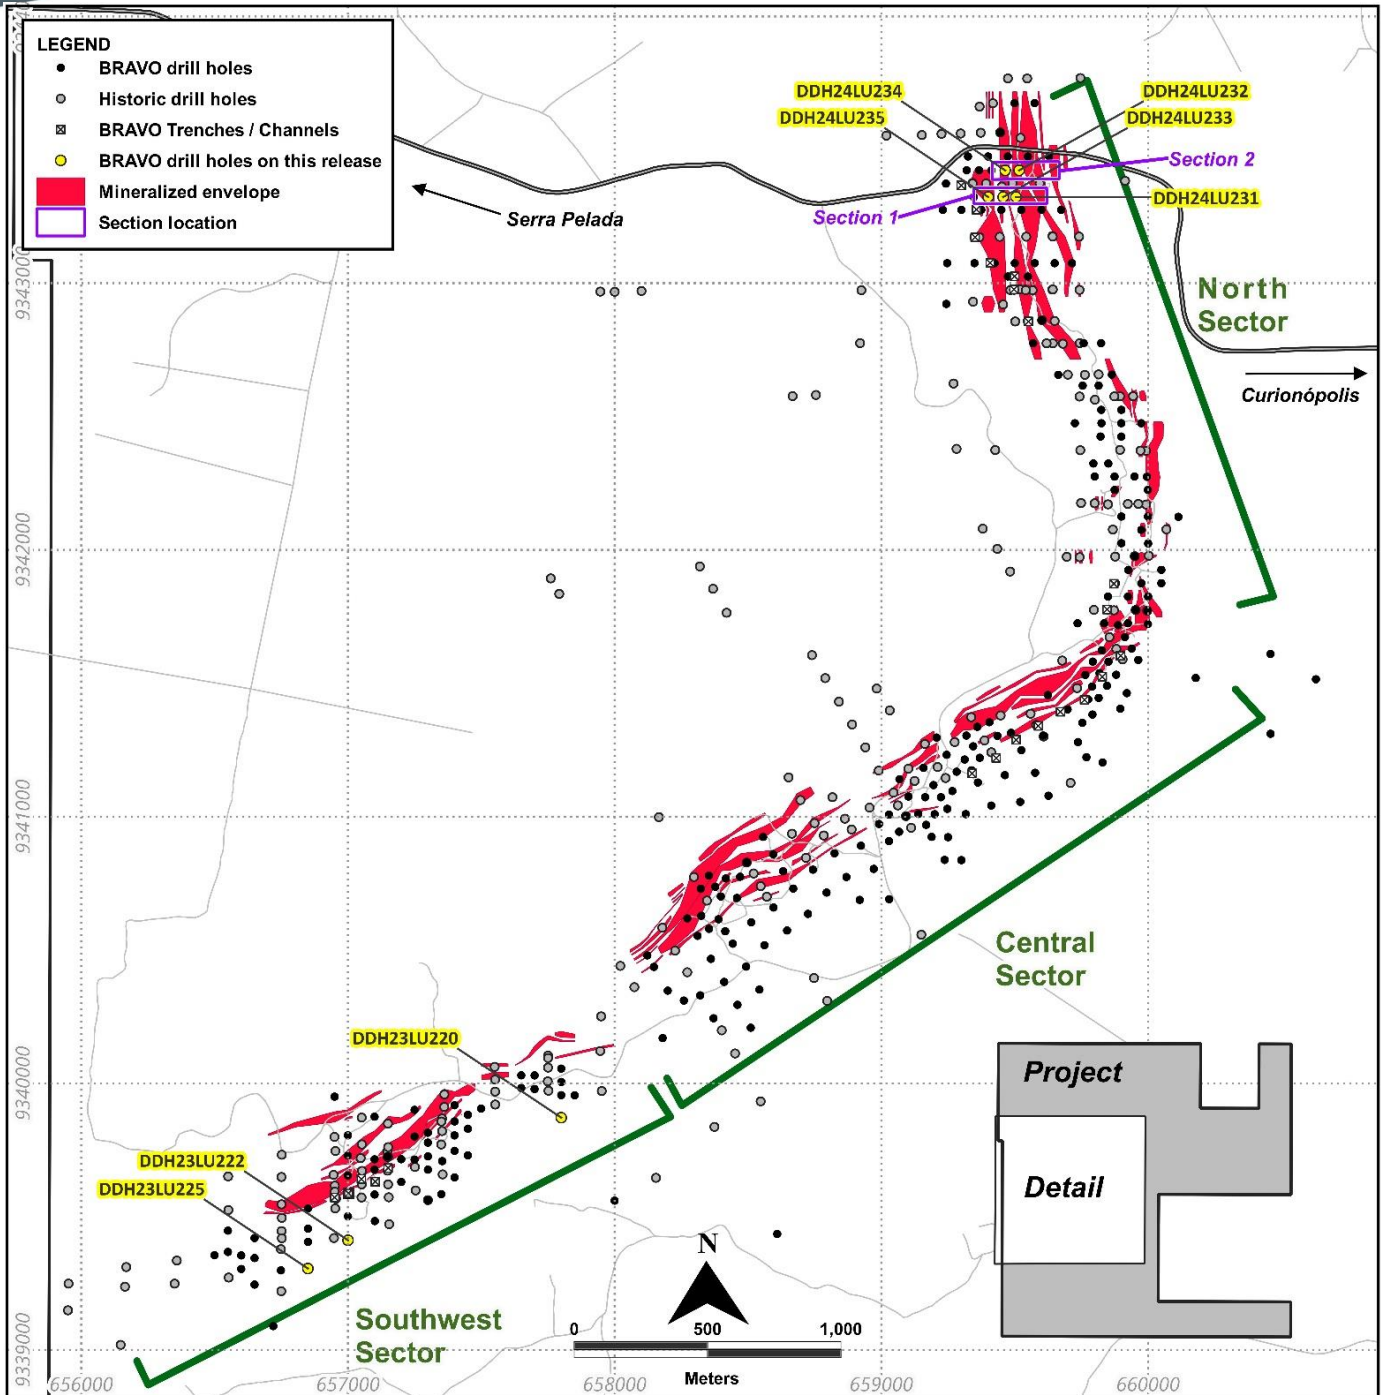 LEGEND
BRAVO drill holes
Historic drill holes
BRAVO Trenches / Channels
BRAVO drill holes on this release
Mineralized envelope
Section location
DDH24LU234
DDH24LU235
DDH24LU232
DDH24LU233
Section 2
DDH24LU231
Section 1
Serra Pelada
North
Sector
Curionópolis
9343000
9342000
9341000
9340000
9339000
Central
Sector
DDH23LU220
DDH23LU222
DDH23LU225
Southwest
Sector
N
0 500 1,000
Meters
Project
Detail
656000 657000 658000 659000 660000